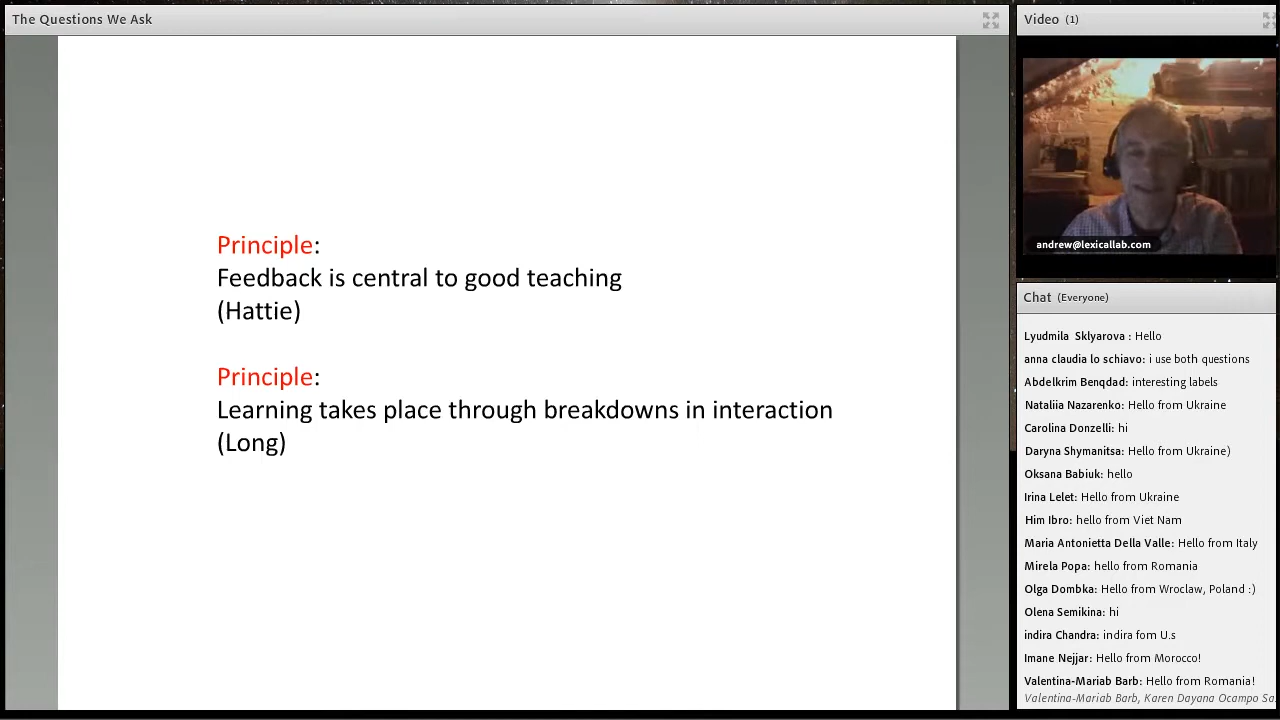 The Questions We Ask
Principle:
Feedback is central to good teaching
(Hattie)
Principle:
Learning takes place through breakdowns in interaction
(Long)
Video (1)
andrew@lexicallab.com
Chat (Everyone)
Lyudmila Sklyarova : Hello
anna claudia lo schiavo: i use both questions
Abdelkrim Benqdad: interesting labels
Nataliia Nazarenko: Hello from Ukraine
Carolina Donzelli: hi
Daryna Shymanitsa: Hello from Ukraine)
Oksana Babiuk: hello
Irina Lelet: Hello from Ukraine
Him Ibro: hello from Viet Nam
Maria Antonietta Della Valle: Hello from Italy
Mirela Popa: hello from Romania
Olga Dombka: Hello from Wroclaw, Poland :)
Olena Semikina: hi
indira Chandra: indira fom U.s
Imane Nejjar: Hello from Morocco!
Valentina-Mariab Barb: Hello from Romania!
Valentina-Mariab Barb, Karen Dayana Ocampo Sa